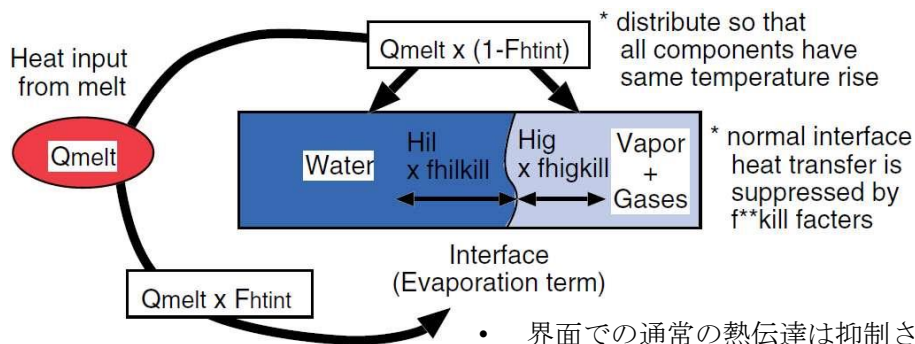 Heat input
from melt
Qmelt
Qmelt x (1-Fhtint)
* distribute so that
all components have
same temperature rise
Water
Hil
x fhilkill
Hig
x fhigkill
Vapor
+
Gases
* normal interface
heat transfer is
suppressed by
f**kill facters
Interface
(Evaporation term)
Qmelt x Fhtint
• 界面での通常の熱伝達は抑制さ